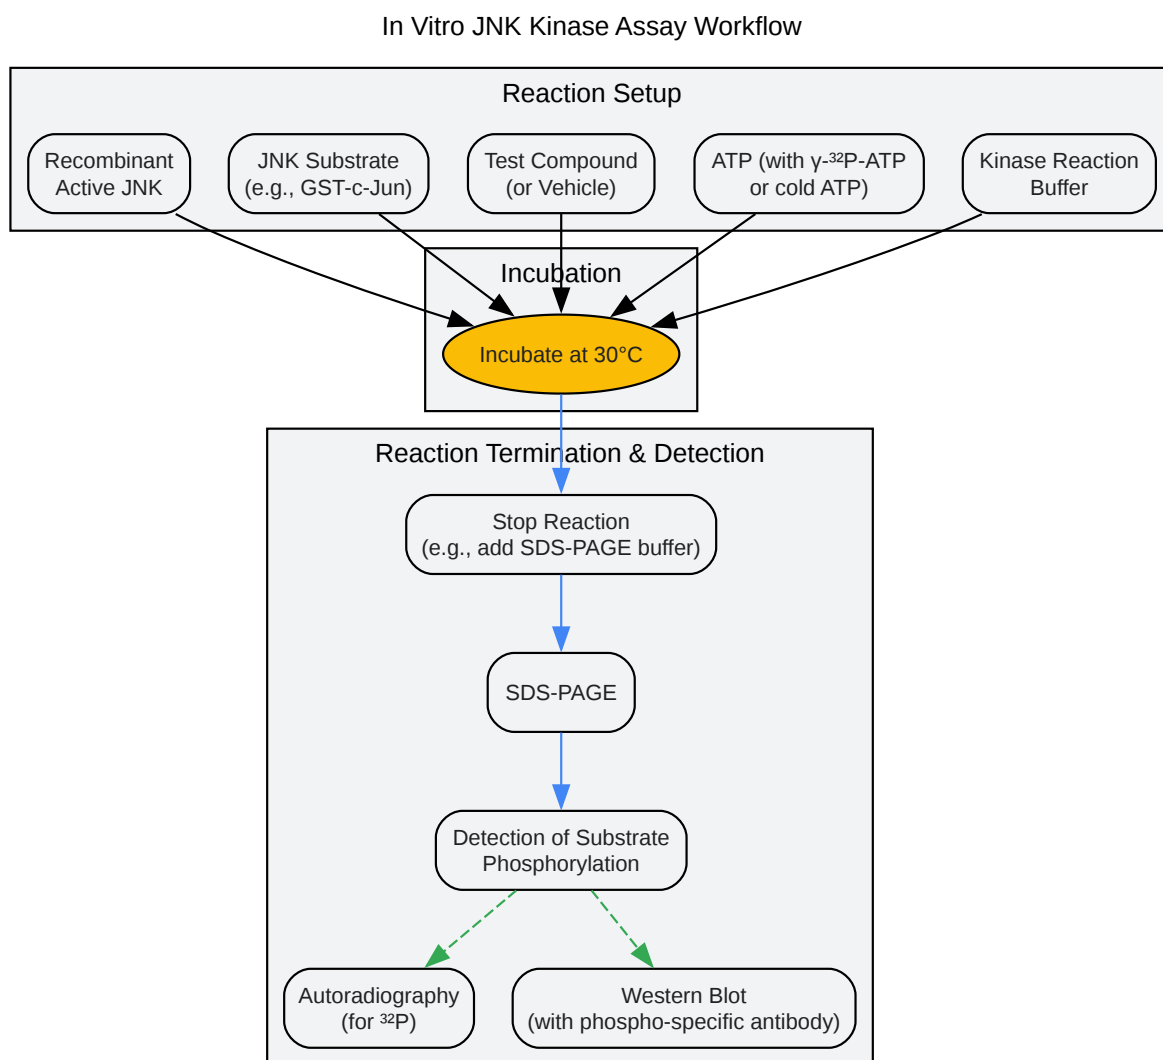 In Vitro JNK Kinase Assay Workflow
Reaction Setup
Recombinant
Active JNK
JNK Substrate
(e.g., GST-c-Jun)
Test Compound
(or Vehicle)
ATP (with γ-³²P-ATP
or cold ATP)
Kinase Reaction
Buffer
Incubation
Incubate at 30°C
Reaction Termination & Detection
Stop Reaction
(e.g., add SDS-PAGE buffer)
SDS-PAGE
Detection of Substrate
Phosphorylation
Autoradiography
(for ³²P)
Western Blot
(with phospho-specific antibody)